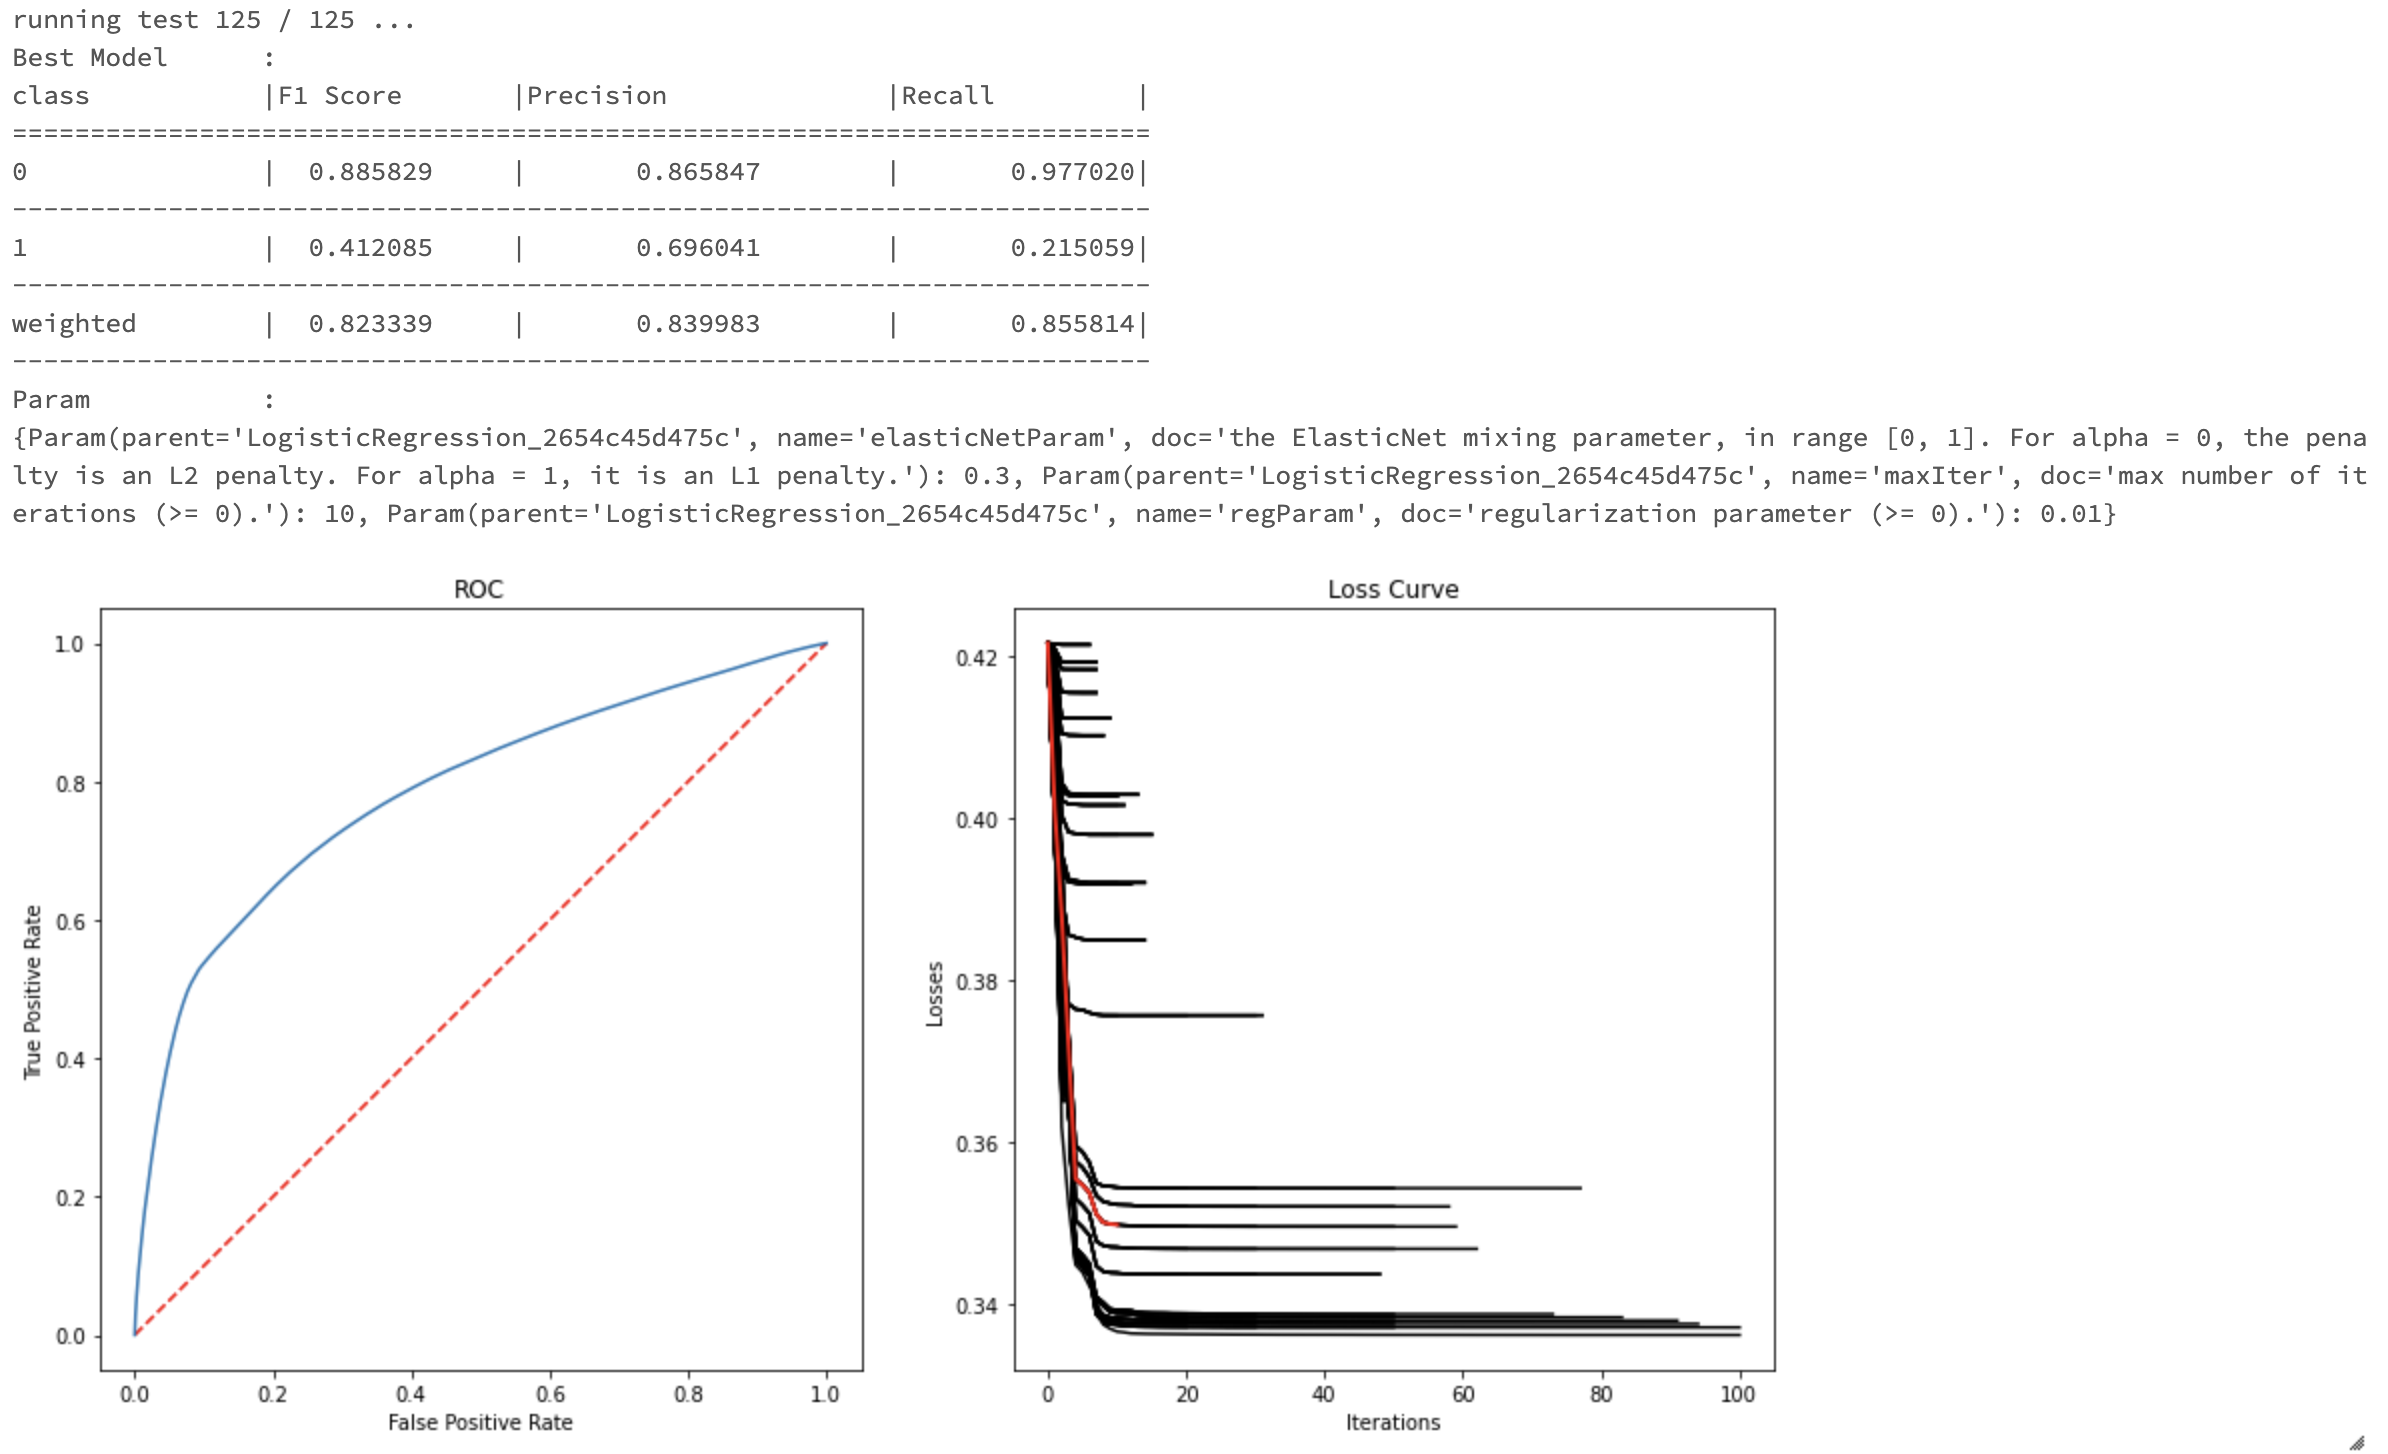 running test 125 / 125 ...
Best Model      :
class           |F1 Score       |Precision              |Recall         |
=========================================================================
0               |  0.885829     |       0.865847        |       0.977020|
-------------------------------------------------------------------------
1               |  0.412085     |       0.696041        |       0.215059|
-------------------------------------------------------------------------
weighted        |  0.823339     |       0.839983        |       0.855814|
-------------------------------------------------------------------------
Param           :
{Param(parent='LogisticRegression_2654c45d475c', name='elasticNetParam', doc='the ElasticNet mixing parameter, in range [0, 1]. For alpha = 0, the pena
lty is an L2 penalty. For alpha = 1, it is an L1 penalty.'): 0.3, Param(parent='LogisticRegression_2654c45d475c', name='maxIter', doc='max number of it
erations (>= 0).'): 10, Param(parent='LogisticRegression_2654c45d475c', name='regParam', doc='regularization parameter (>= 0).'): 0.01}
ROC
True Positive Rate
1.0
0.8
0.6
0.4
0.2
0.0
0.0 0.2 0.4 0.6 0.8 1.0
False Positive Rate
Loss Curve
Losses
0.42
0.40
0.38
0.36
0.34
0 20 40 60 80 100
Iterations